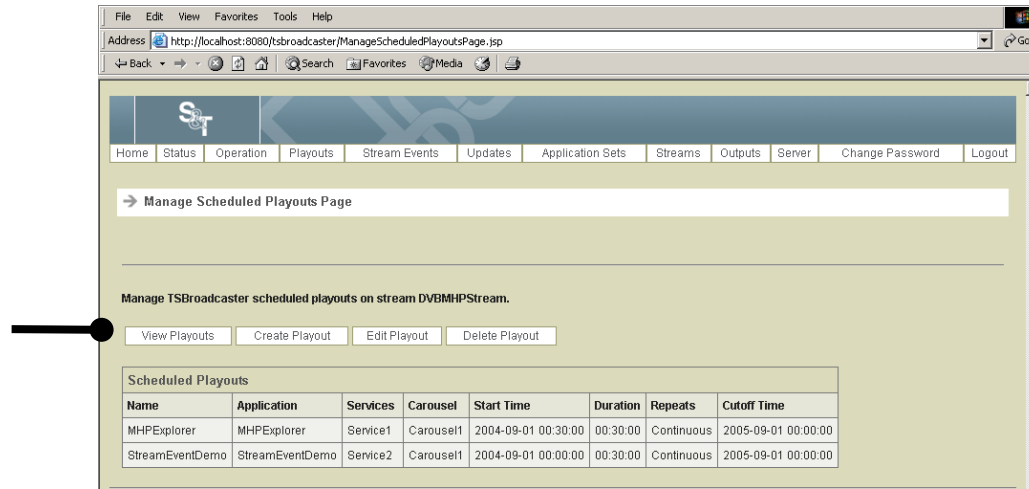 File Edit View Favorites Tools Help
Address http://localhost:8080/tsbroadcaster/ManageScheduledPlayoutsPage.jsp Go
Back Search Favorites Media
S&T
Home Status Operation Playouts Stream Events Updates Application Sets Streams Outputs Server Change Password Logout
Manage Scheduled Playouts Page
Manage TSBroadcaster scheduled playouts on stream DVBMHPStream.
View Playouts Create Playout Edit Playout Delete Playout
Scheduled Playouts
Name Application Services Carousel Start Time Duration Repeats Cutoff Time
MHPExplorer MHPExplorer Service1 Carousel1 2004-09-01 00:30:00 00:30:00 Continuous 2005-09-01 00:00:00
StreamEventDemo StreamEventDemo Service2 Carousel1 2004-09-01 00:00:00 00:30:00 Continuous 2005-09-01 00:00:00